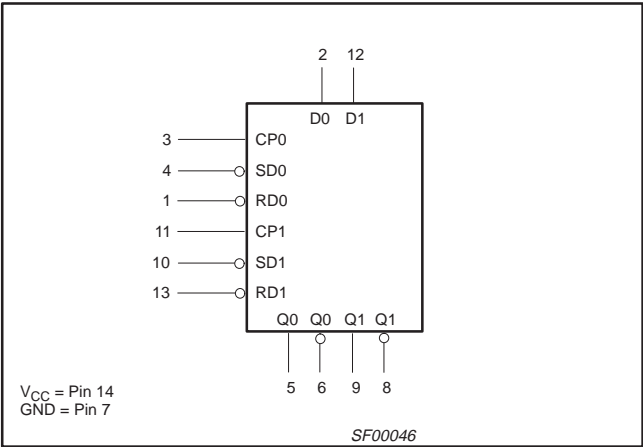 2 12
D0 D1
3 CP0
4 SD0
1 RD0
11 CP1
10 SD1
13 RD1
Q0 Q0 Q1 Q1
5 6 9 8
VCC = Pin 14
GND = Pin 7
SF00046